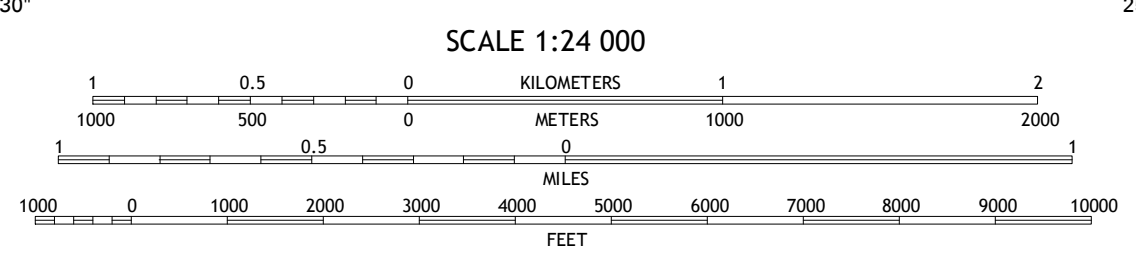 30"
SCALE 1:24 000
1 0.5 0 KILOMETERS 1 2
1000 500 0 METERS 1000 2000
1 0.5 0 1
MILES
1000 0 1000 2000 3000 4000 5000 6000 7000 8000 9000 10000
FEET